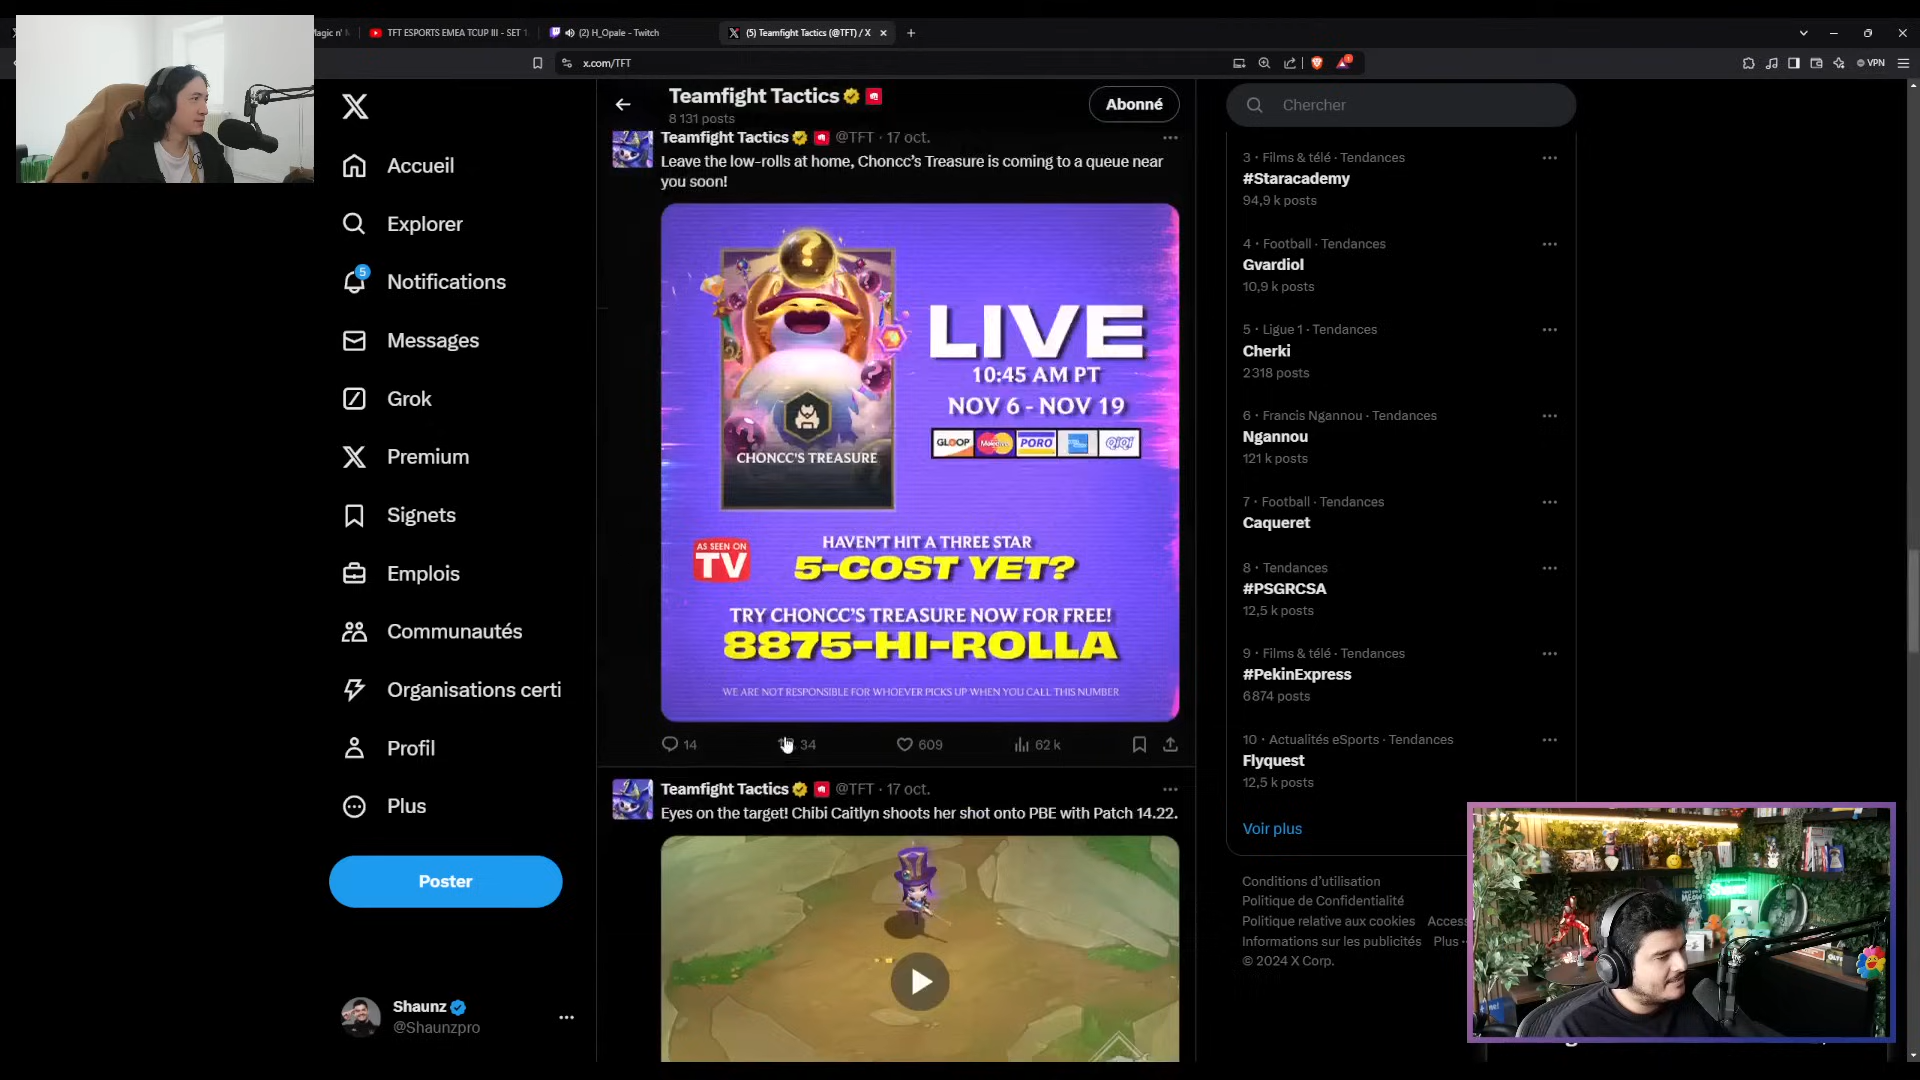 TFT ESPORTS EMEA TCUP III - SET 1
(2) H_Opale - Twitch
(5) Teamfight Tactics (@TFT) / X
x.com/TFT
VPN
Accueil
Explorer
5
Notifications
Messages
Grok
Premium
Signets
Emplois
Communautés
Organisations certi
Profil
Plus
Poster
Shaunz
@Shaunzpro
Teamfight Tactics
8 131 posts
Abonné
Teamfight Tactics @TFT · 17 oct.
Leave the low-rolls at home, Choncc's Treasure is coming to a queue near
you soon!
CHONCC'S TREASURE
LIVE
10:45 AM PT
NOV 6 - NOV 19
GLOOP
PORO
QIQI
AS SEEN ON
TV
HAVEN'T HIT A THREE STAR
5-COST YET?
TRY CHONCC'S TREASURE NOW FOR FREE!
8875-HI-ROLLA
WE ARE NOT RESPONSIBLE FOR WHOEVER PICKS UP WHEN YOU CALL THIS NUMBER
14
34
609
62 k
Teamfight Tactics @TFT · 17 oct.
Eyes on the target! Chibi Caitlyn shoots her shot onto PBE with Patch 14.22.
Chercher
3 · Films & télé · Tendances
#Staracademy
94,9 k posts
4 · Football · Tendances
Gvardiol
10,9 k posts
5 · Ligue 1 · Tendances
Cherki
2 318 posts
6 · Francis Ngannou · Tendances
Ngannou
121 k posts
7 · Football · Tendances
Caqueret
8 · Tendances
#PSGRCSA
12,5 k posts
9 · Films & télé · Tendances
#PekinExpress
6 874 posts
10 · Actualités eSports · Tendances
Flyquest
12,5 k posts
Voir plus
Conditions d'utilisation
Politique de Confidentialité
Politique relative aux cookies Access
Informations sur les publicités Plus
© 2024 X Corp.